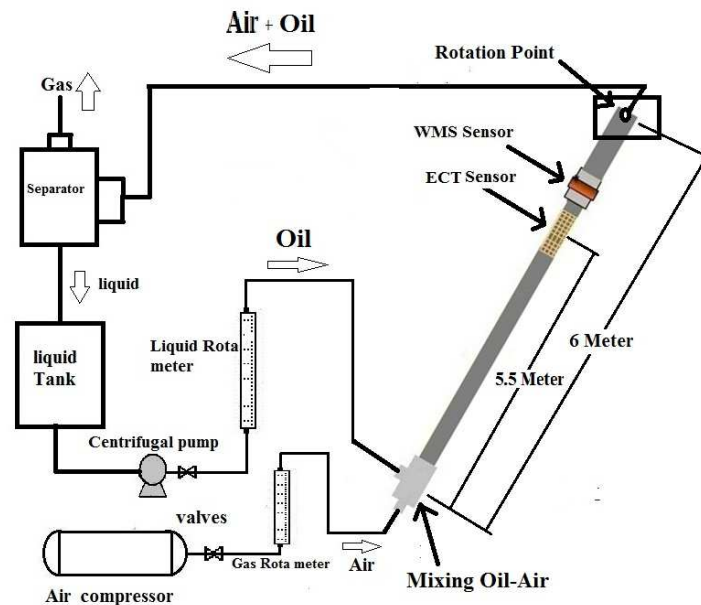 Air + Oil
Gas
Rotation Point
WMS Sensor
Separator
ECT Sensor
Oil
liquid
liquid
Tank
Liquid Rota
meter
6 Meter
5.5 Meter
Centrifugal pump
valves
Gas Rota meter
Air
Air compressor
Mixing Oil-Air